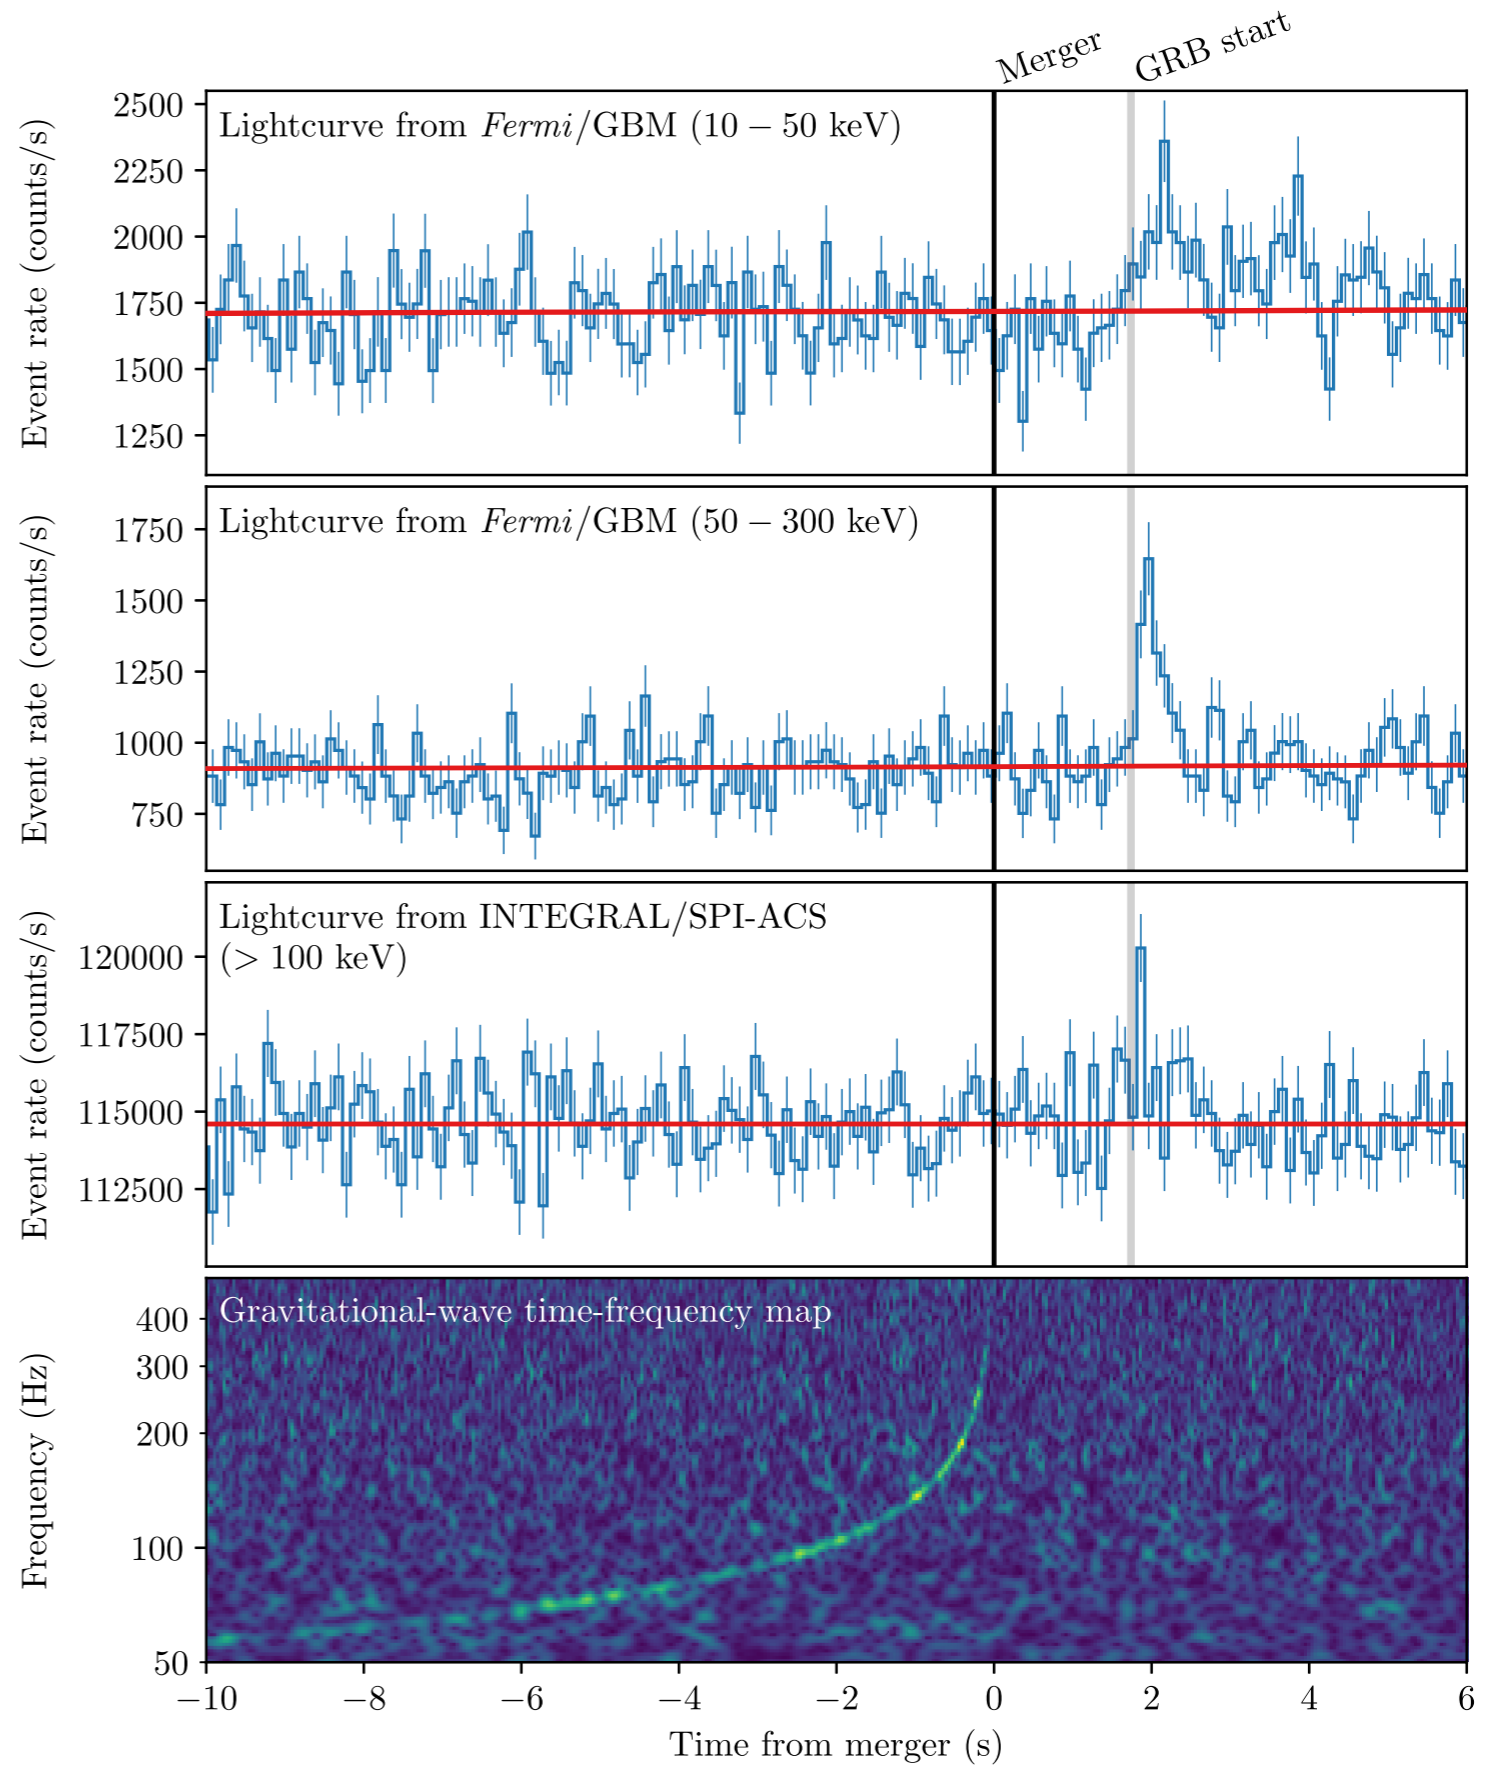 Merger
GRB start
Lightcurve from Fermi/GBM (10 − 50 keV)
Event rate (counts/s)
2500
2250
2000
1750
1500
1250
Lightcurve from Fermi/GBM (50 − 300 keV)
Event rate (counts/s)
1750
1500
1250
1000
750
Lightcurve from INTEGRAL/SPI-ACS
(> 100 keV)
Event rate (counts/s)
120000
117500
115000
112500
Gravitational-wave time-frequency map
Frequency (Hz)
400
300
200
100
50
−10 −8 −6 −4 −2 0 2 4 6
Time from merger (s)